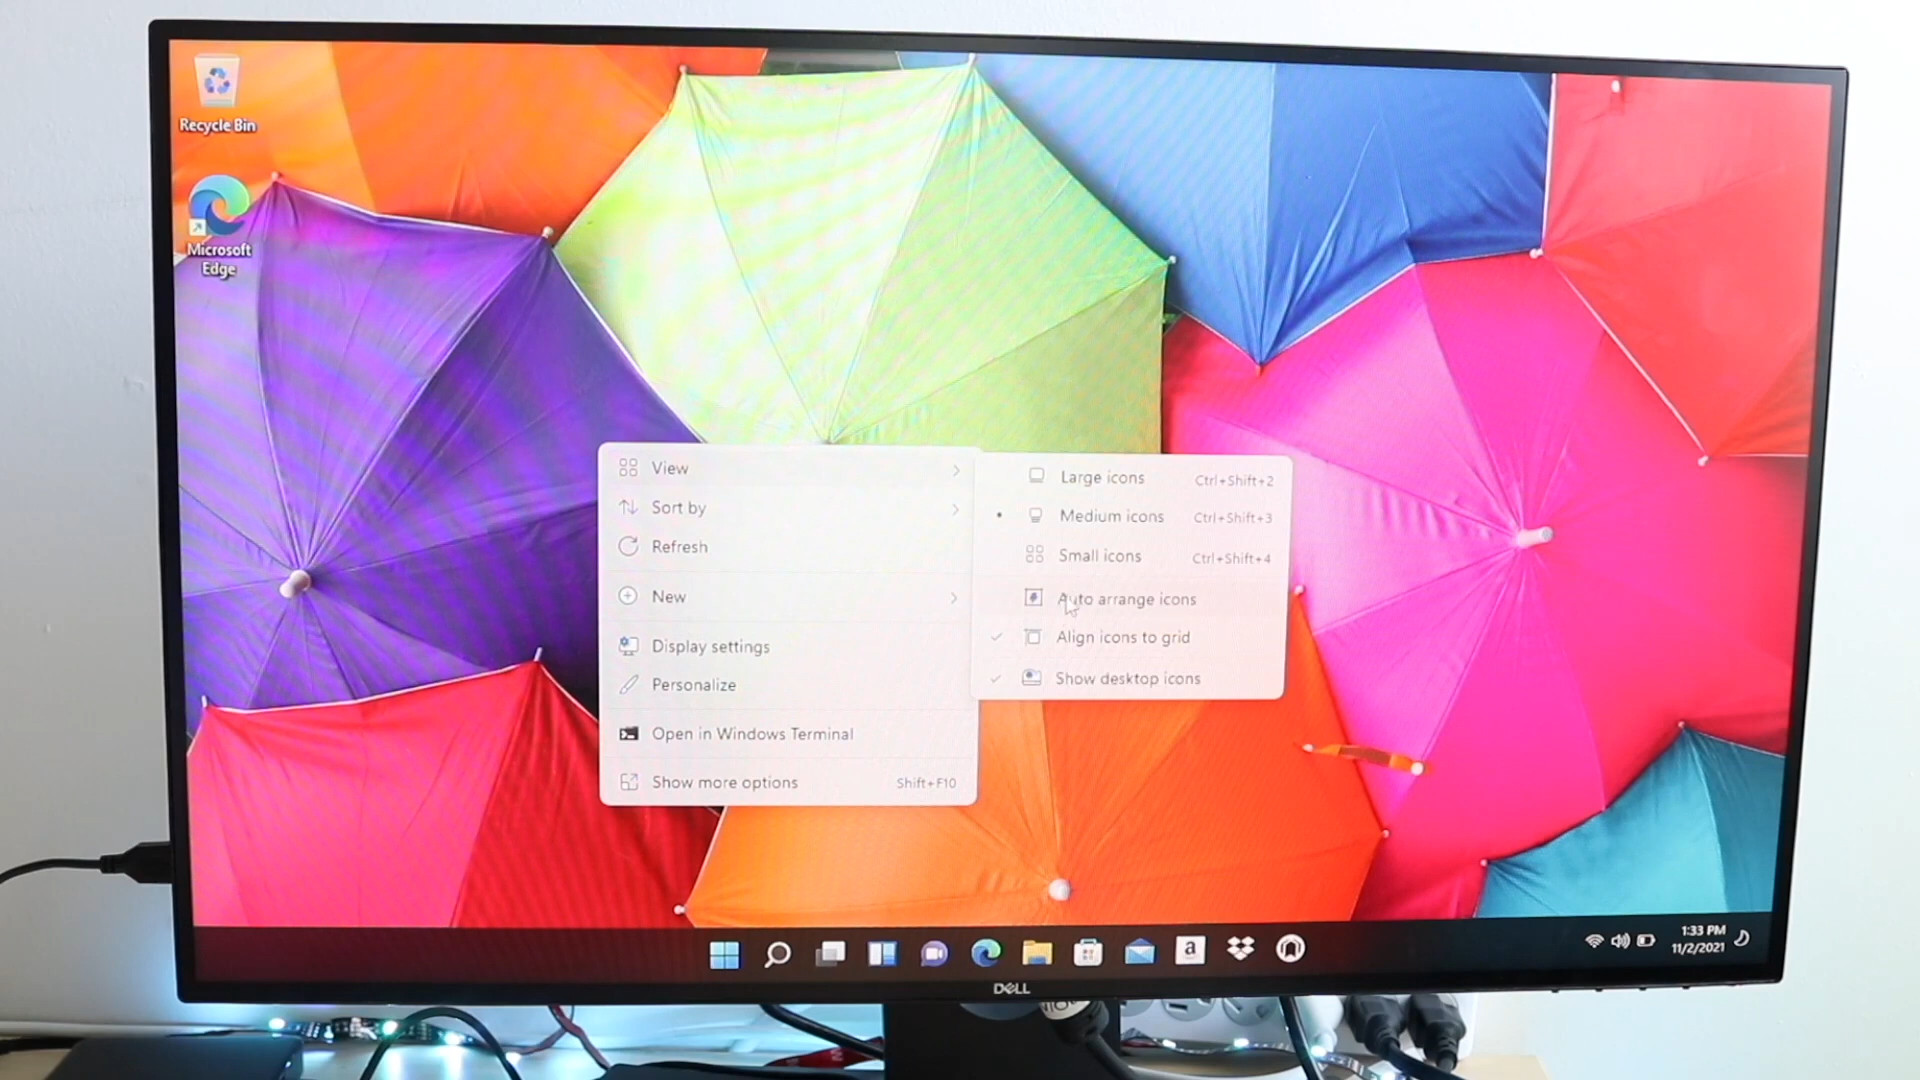 Recycle Bin
Microsoft
Edge
View
Sort by
Refresh
New
Display settings
Personalize
Open in Windows Terminal
Show more options Shift+F10
Large icons Ctrl+Shift+2
Medium icons Ctrl+Shift+3
Small icons Ctrl+Shift+4
Auto arrange icons
Align icons to grid
Show desktop icons
a
1:33 PM
11/2/2021
DELL